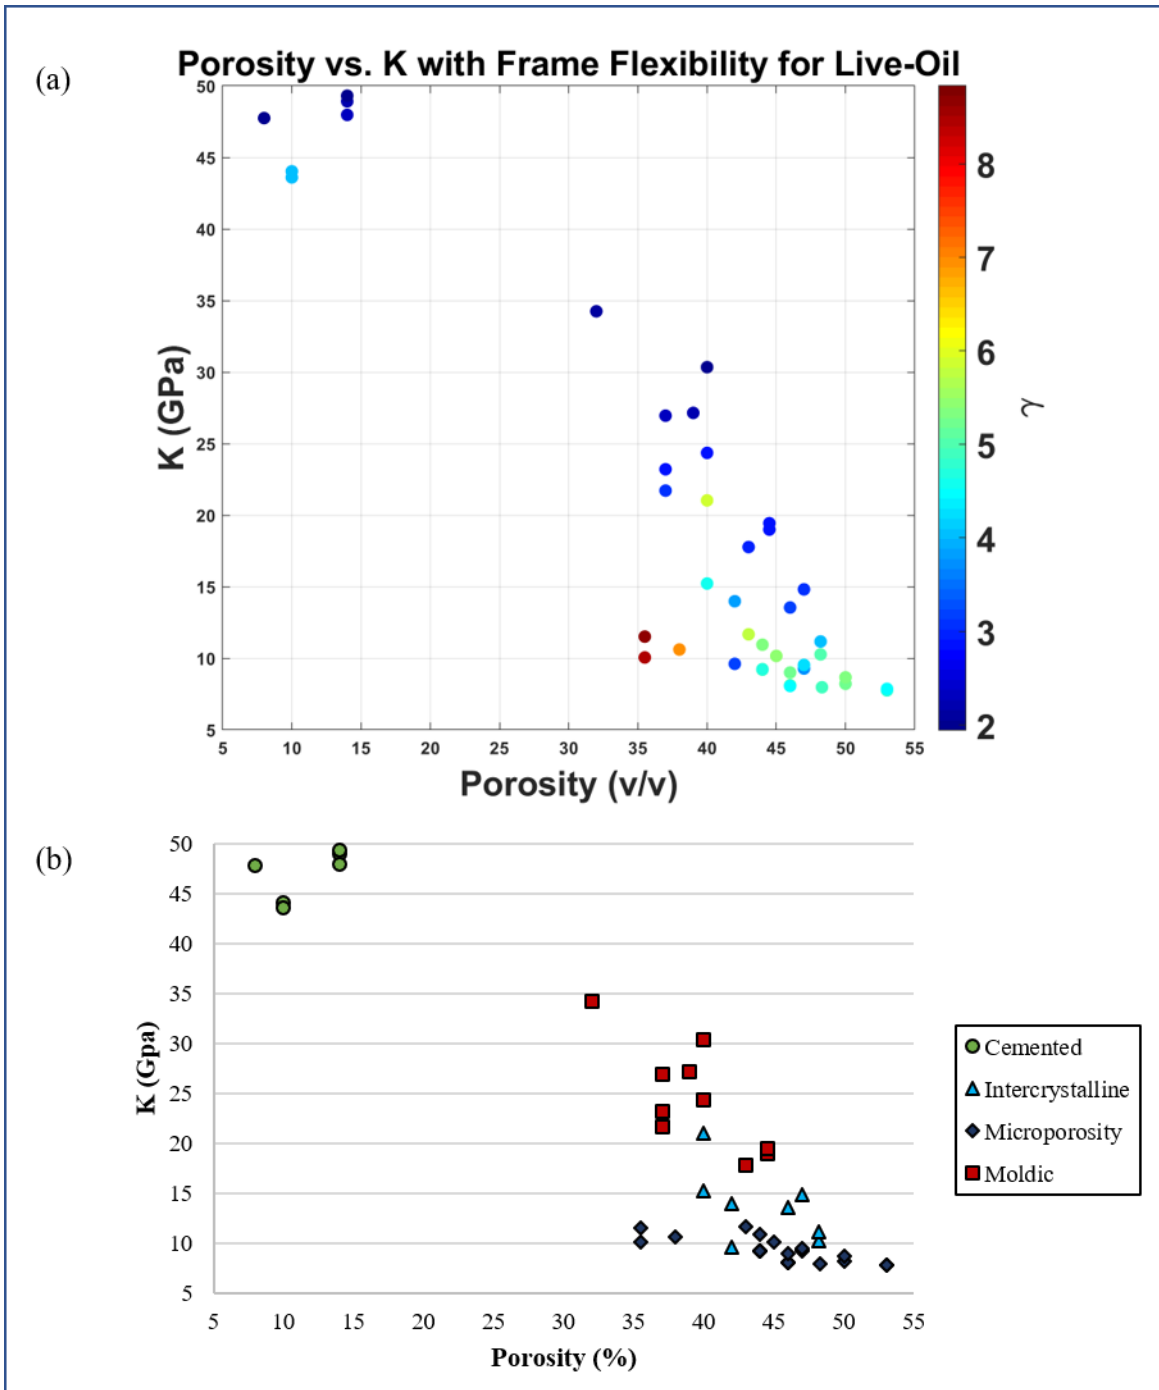 (a)
Porosity vs. K with Frame Flexibility for Live-Oil
50
45
40
35
30
25
20
15
10
5
K (GPa)
5 10 15 20 25 30 35 40 45 50 55
Porosity (v/v)
8
7
6
5
4
3
2
γ
(b)
50
45
40
35
30
25
20
15
10
5
K (Gpa)
5 10 15 20 25 30 35 40 45 50 55
Porosity (%)
Cemented
Intercrystalline
Microporosity
Moldic